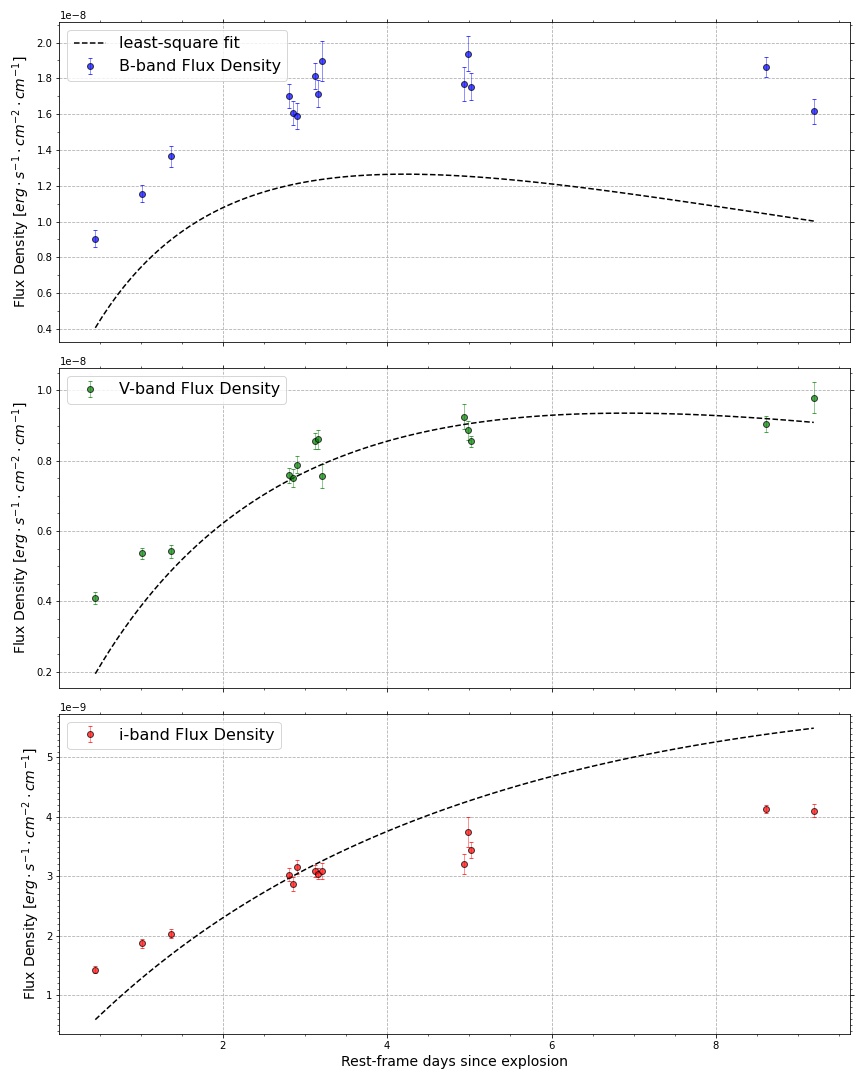 1e−8
least-square fit
B-band Flux Density
Flux Density [erg · s⁻¹ · cm⁻² · cm⁻¹]
2.0
1.8
1.6
1.4
1.2
1.0
0.8
0.6
0.4
1e−8
V-band Flux Density
Flux Density [erg · s⁻¹ · cm⁻² · cm⁻¹]
1.0
0.8
0.6
0.4
0.2
1e−9
i-band Flux Density
Flux Density [erg · s⁻¹ · cm⁻² · cm⁻¹]
5
4
3
2
1
2 4 6 8
Rest-frame days since explosion